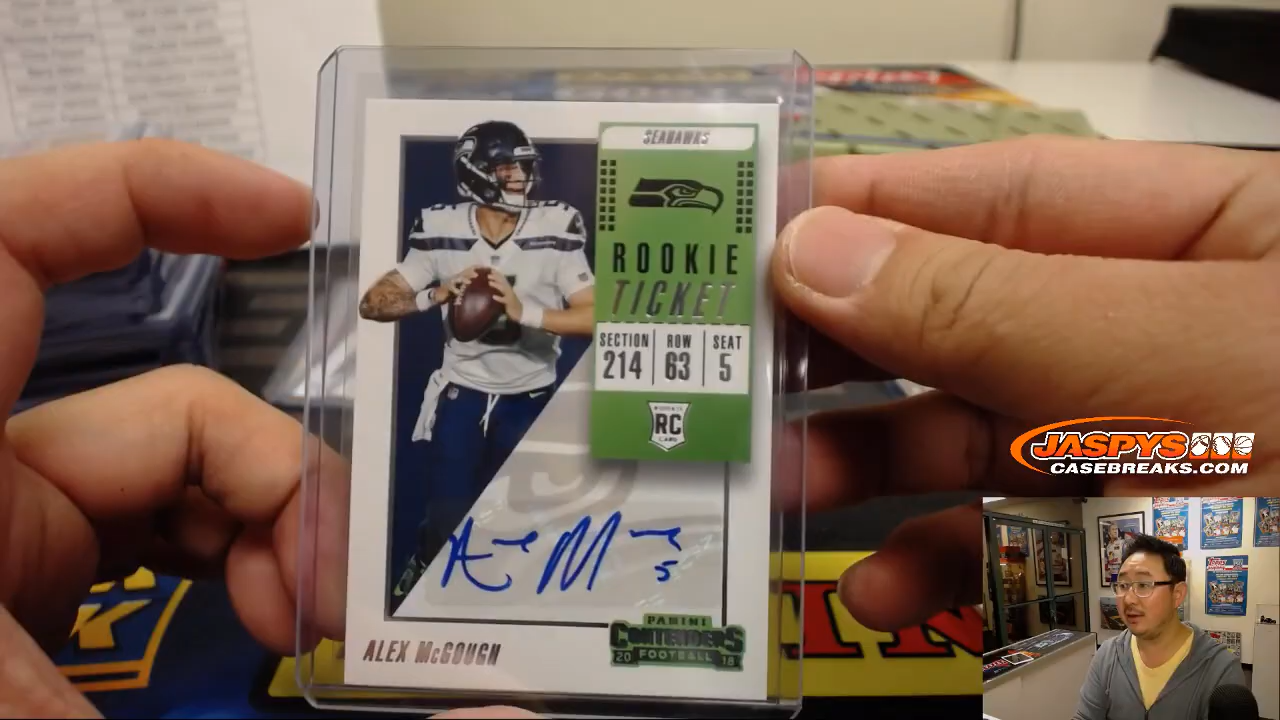 SEAHAWKS
ROOKIE
TICKET
SECTION ROW SEAT
214 63 5
RC
5
ALEX McGOUGH
PANINI
CONTENDERS
20 FOOTBALL 18
JASPYS
CASEBREAKS.COM